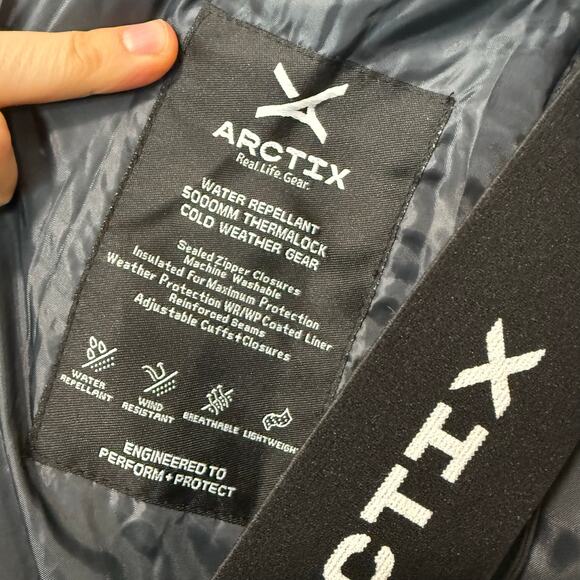 ARCTIX
Real.Life.Gear.
WATER REPELLANT
5000MM THERMALOCK
COLD WEATHER GEAR
Sealed Zipper Closures
Machine Washable
Insulated For Maximum Protection
Weather Protection WR/WP Coated Liner
Reinforced Seams
Adjustable Cuffs+Closures
WATER
REPELLANT
WIND
RESISTANT
BREATHABLE
LIGHTWEIGHT
ENGINEERED TO
PERFORM+PROTECT
CTIX